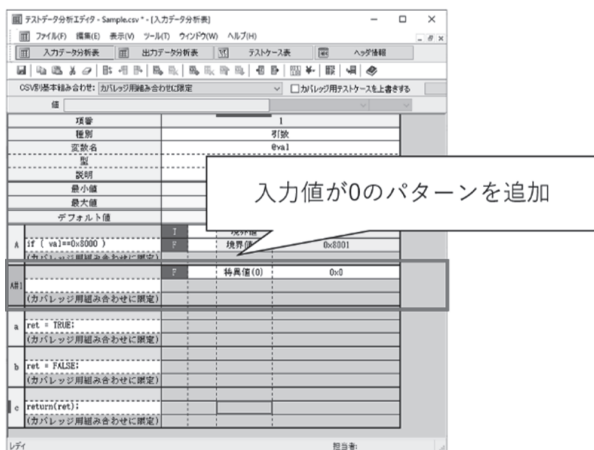 テストデータ分析エディタ - Sample.csv * - [入力データ分析表]
ファイル(F) 編集(E) 表示(V) ツール(T) ウィンドウ(W) ヘルプ(H)
入力データ分析表 出力データ分析表 テストケース表 ヘッダ情報
CSV別基本組み合わせ: カバレッジ用組み合わせに限定 カバレッジ用テストケースを上書きする
値
項番 1
種別 引数
変数名 @val
型
説明
最小値
最大値
デフォルト値
入力値が0のパターンを追加
T 境界値
A if ( val==0x8000 ) F 境界値 0x8001
(カバレッジ用組み合わせに限定)
A#1 F 特異値(0) 0x0
(カバレッジ用組み合わせに限定)
a ret = TRUE;
(カバレッジ用組み合わせに限定)
b ret = FALSE;
(カバレッジ用組み合わせに限定)
c return(ret);
(カバレッジ用組み合わせに限定)
レディ 担当者: